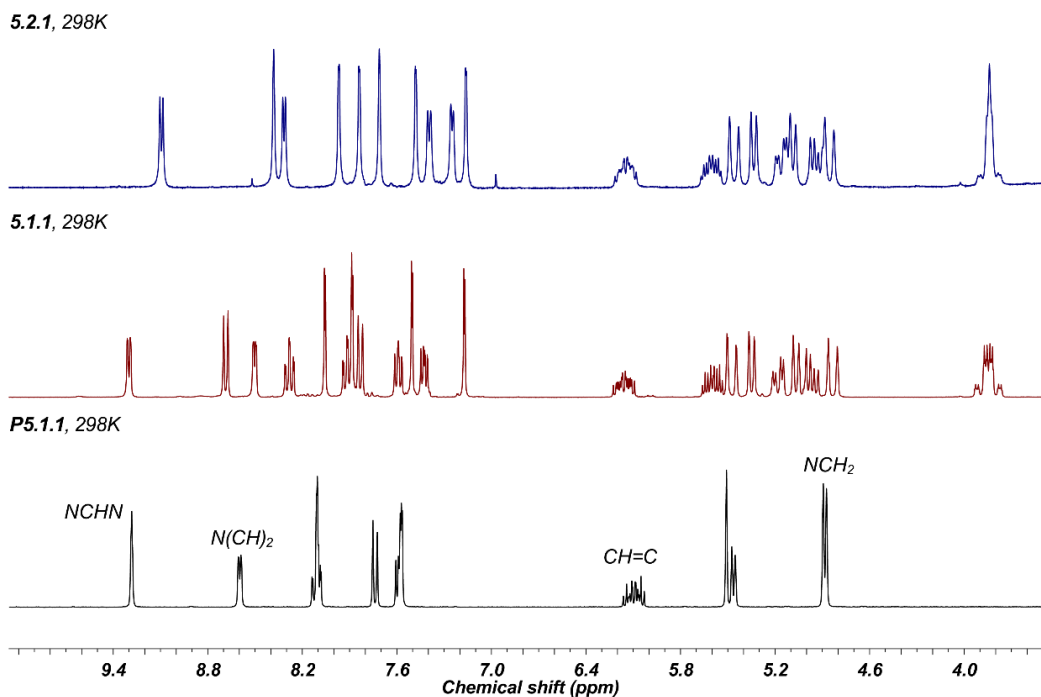 5.2.1, 298K
5.1.1, 298K
P5.1.1, 298K
NCHN
N(CH)2
CH=C
NCH2
9.4 8.8 8.2 7.6 7.0 6.4 5.8 5.2 4.6 4.0
Chemical shift (ppm)